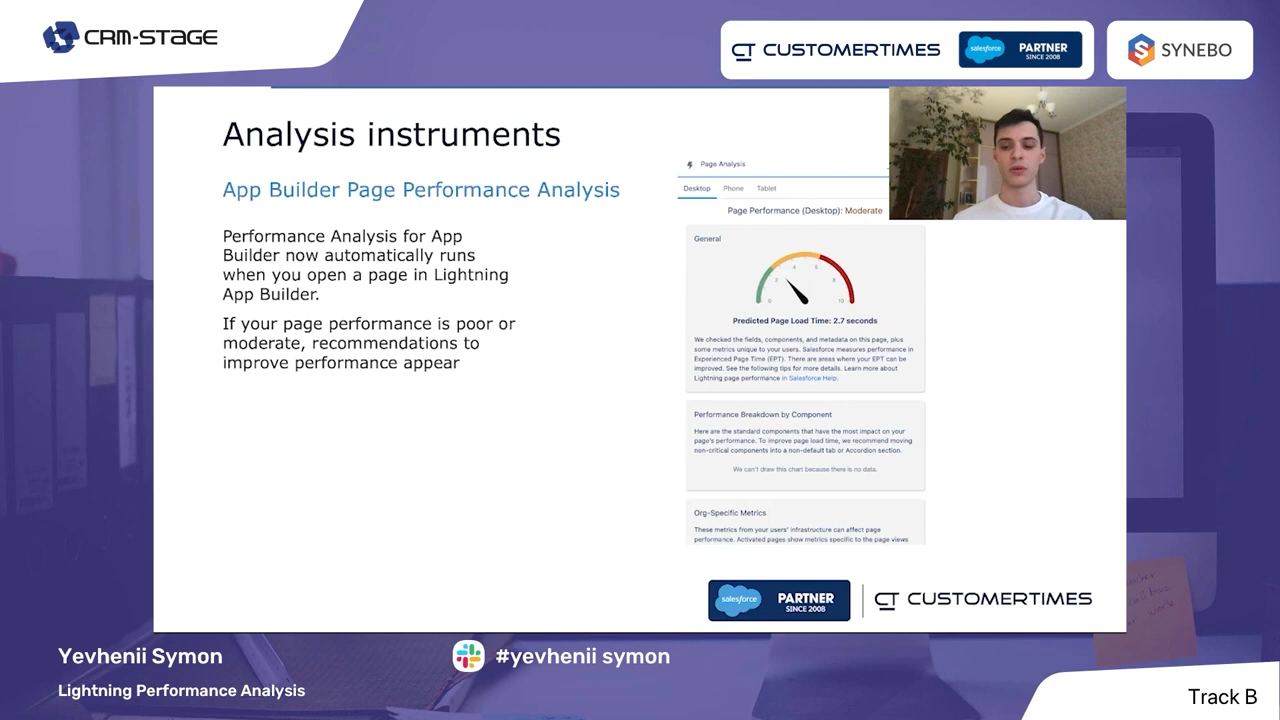 CRM-STAGE
CT CUSTOMERTIMES
salesforce
PARTNER
SINCE 2008
SYNEBO
Analysis instruments
App Builder Page Performance Analysis
Performance Analysis for App
Builder now automatically runs
when you open a page in Lightning
App Builder.
If your page performance is poor or
moderate, recommendations to
improve performance appear
Page Analysis
Desktop Phone Tablet
Page Performance (Desktop): Moderate
General
0 2 4 6 8 10
Predicted Page Load Time: 2.7 seconds
We checked the fields, components, and metadata on this page, plus
some metrics unique to your users. Salesforce measures performance in
Experienced Page Time (EPT). There are areas where your EPT can be
improved. See the following tips for more details. Learn more about
Lightning page performance in Salesforce Help.
Performance Breakdown by Component
Here are the standard components that have the most impact on your
page's performance. To improve page load time, we recommend moving
non-critical components into a non-default tab or Accordion section.
We can't draw this chart because there is no data.
Org-Specific Metrics
These metrics from your users' infrastructure can affect page
performance. Activated pages show metrics specific to the page views
salesforce
PARTNER
SINCE 2008
CT CUSTOMERTIMES
Yevhenii Symon
#yevhenii symon
Lightning Performance Analysis
Track B